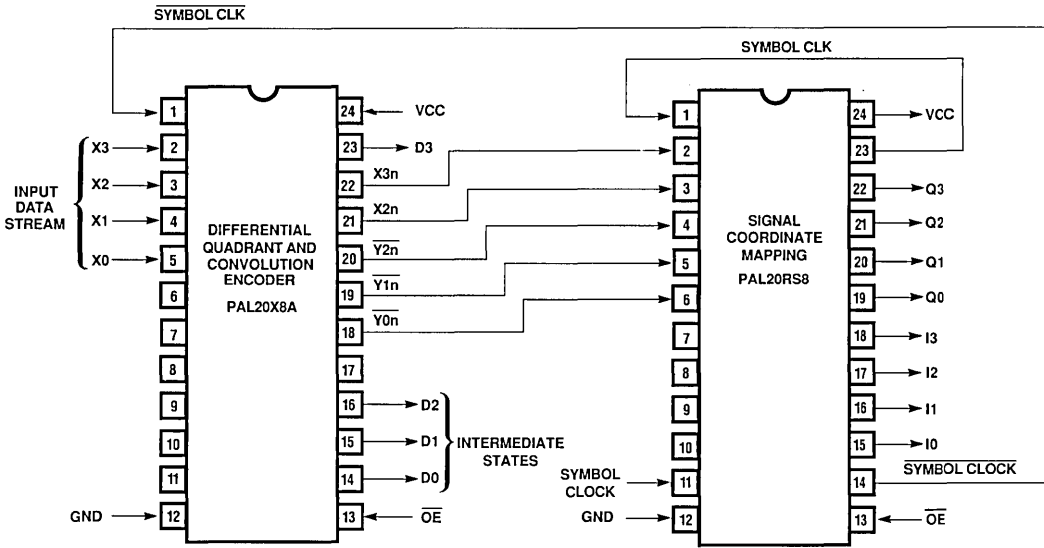 SYMBOL CLK
SYMBOL CLK
1
24
VCC
1
24
VCC
INPUT
DATA
STREAM
X3
2
23
D3
2
23
X2
3
22
X3n
3
22
Q3
X1
4
21
X2n
4
21
Q2
X0
5
20
Y2n
5
20
Q1
6
19
Y1n
6
19
Q0
7
18
Y0n
7
18
I3
8
17
8
17
I2
9
16
D2
9
16
I1
10
15
D1
10
15
I0
11
14
D0
INTERMEDIATE
STATES
SYMBOL
CLOCK
11
14
SYMBOL CLOCK
GND
12
13
OE
GND
12
13
OE
DIFFERENTIAL
QUADRANT AND
CONVOLUTION
ENCODER
PAL20X8A
SIGNAL
COORDINATE
MAPPING
PAL20RS8